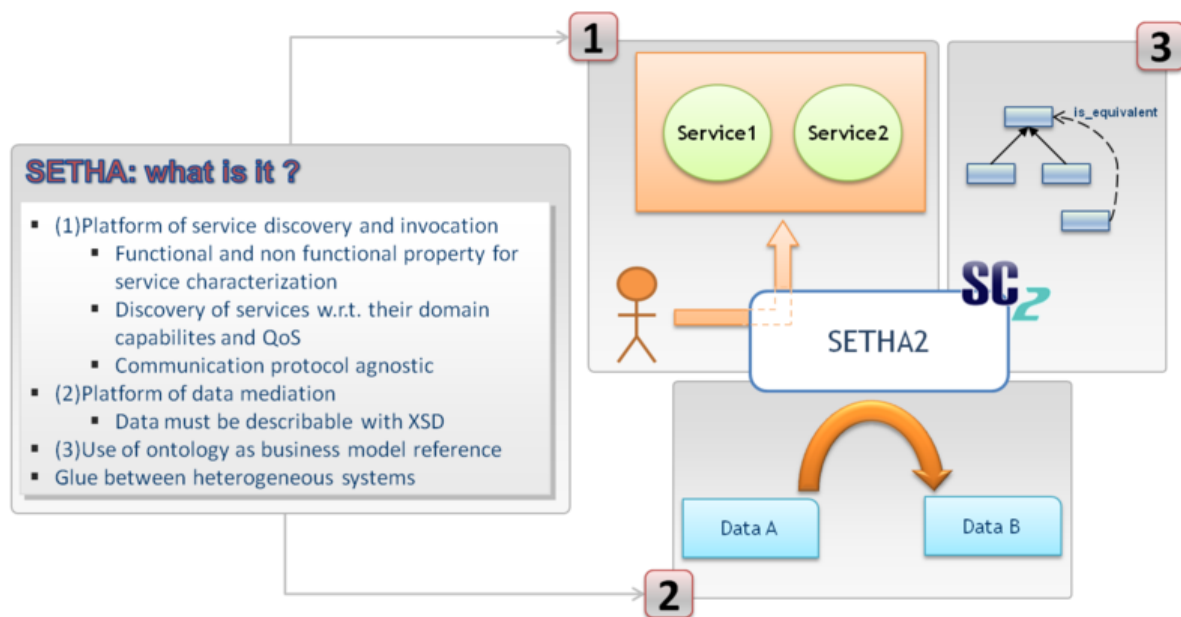 SETHA: what is it ?
(1)Platform of service discovery and invocation
Functional and non functional property for
service characterization
Discovery of services w.r.t. their domain
capabilites and QoS
Communication protocol agnostic
(2)Platform of data mediation
Data must be describable with XSD
(3)Use of ontology as business model reference
Glue between heterogeneous systems
1
Service1
Service2
3
is_equivalent
SC2
SETHA2
Data A
Data B
2